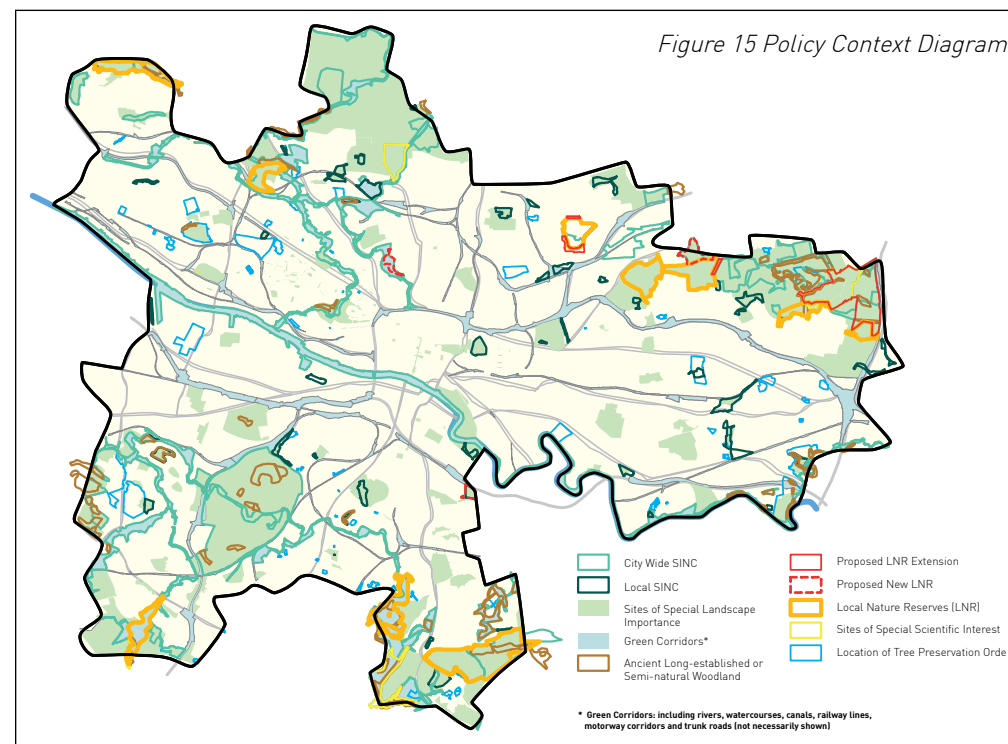 Figure 15 Policy Context Diagram
City Wide SINC
Local SINC
Sites of Special Landscape
Importance
Green Corridors*
Ancient Long-established or
Semi-natural Woodland
Proposed LNR Extension
Proposed New LNR
Local Nature Reserves (LNR)
Sites of Special Scientific Interest
Location of Tree Preservation Orde
* Green Corridors: including rivers, watercourses, canals, railway lines,
motorway corridors and trunk roads (not necessarily shown)